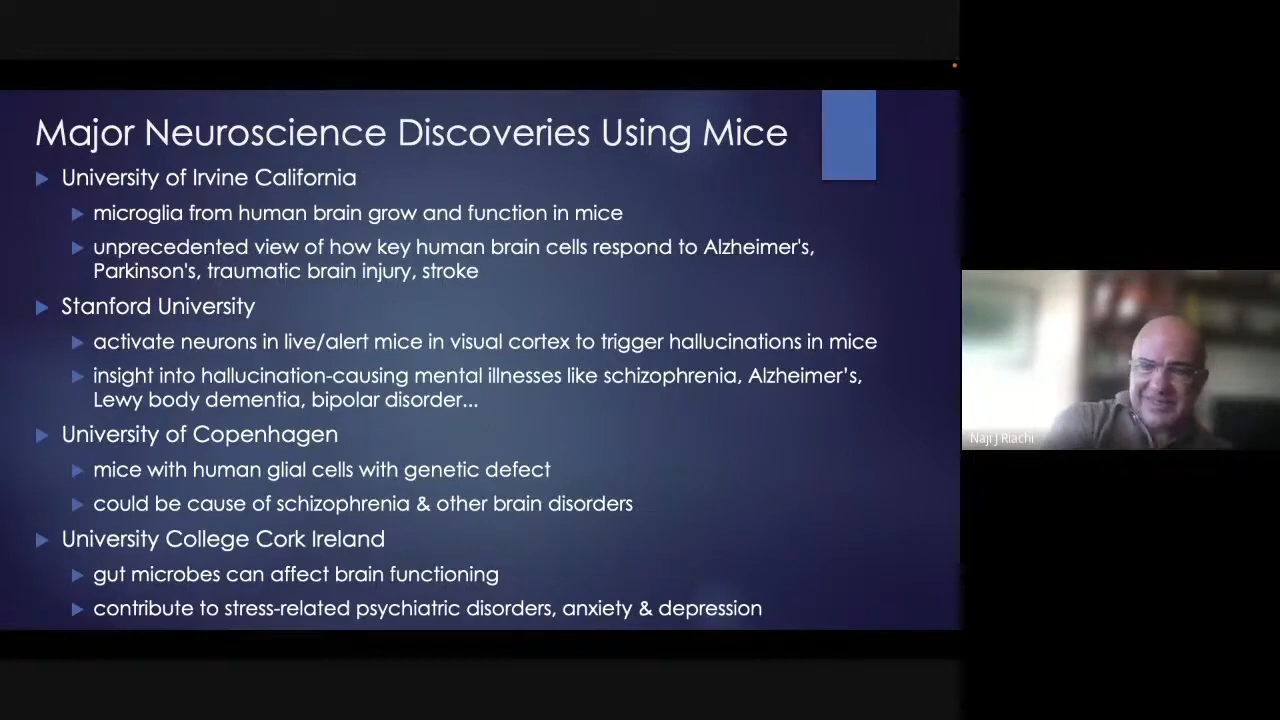 Major Neuroscience Discoveries Using Mice
University of Irvine California
microglia from human brain grow and function in mice
unprecedented view of how key human brain cells respond to Alzheimer's,
Parkinson's, traumatic brain injury, stroke
Stanford University
activate neurons in live/alert mice in visual cortex to trigger hallucinations in mice
insight into hallucination-causing mental illnesses like schizophrenia, Alzheimer’s,
Lewy body dementia, bipolar disorder...
University of Copenhagen
mice with human glial cells with genetic defect
could be cause of schizophrenia & other brain disorders
University College Cork Ireland
gut microbes can affect brain functioning
contribute to stress-related psychiatric disorders, anxiety & depression
Naji J Riachi